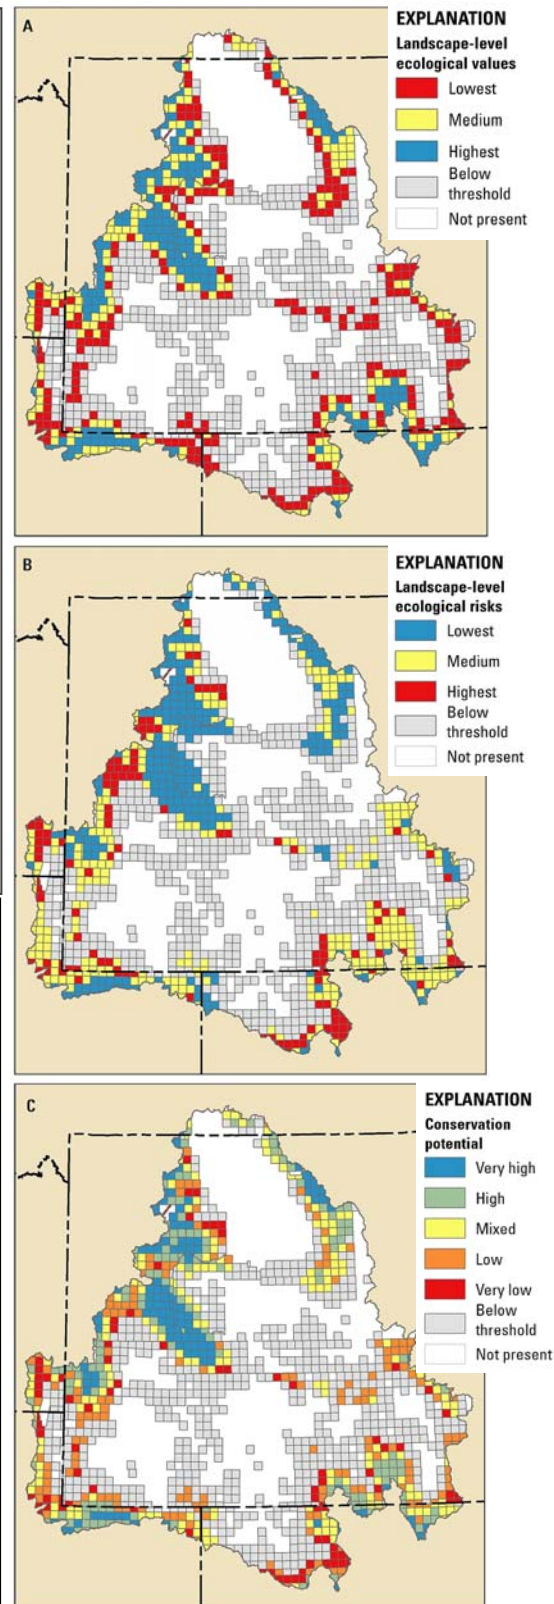 A
EXPLANATION
Landscape-level
ecological values
Lowest
Medium
Highest
Below
threshold
Not present
B
EXPLANATION
Landscape-level
ecological risks
Lowest
Medium
Highest
Below
threshold
Not present
C
EXPLANATION
Conservation
potential
Very high
High
Mixed
Low
Very low
Below
threshold
Not present